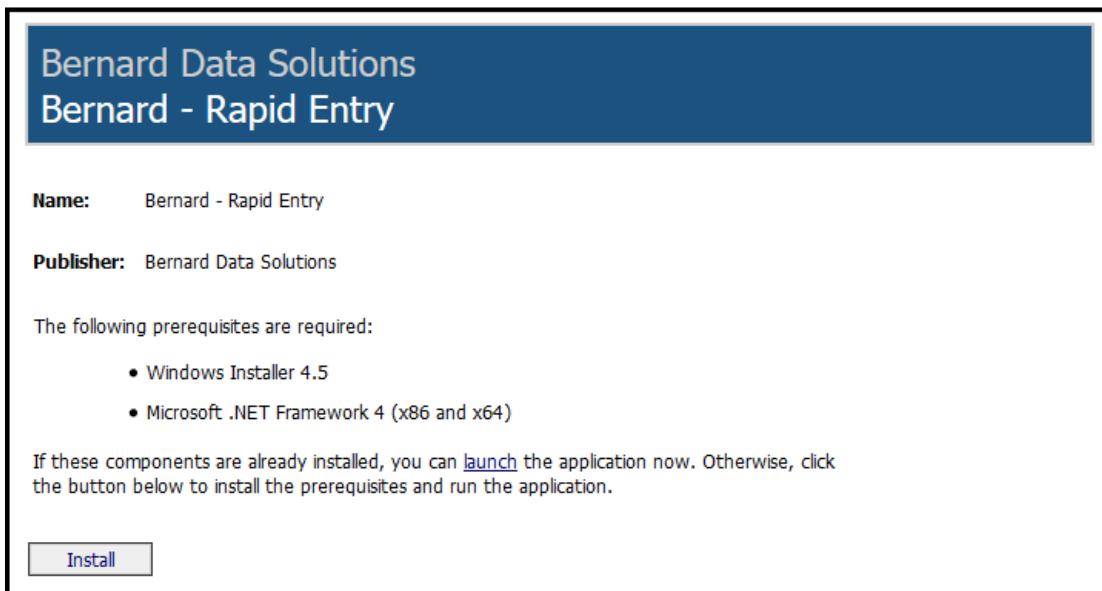 Bernard Data Solutions
Bernard - Rapid Entry
Name: Bernard - Rapid Entry
Publisher: Bernard Data Solutions
The following prerequisites are required:
• Windows Installer 4.5
• Microsoft .NET Framework 4 (x86 and x64)
If these components are already installed, you can launch the application now. Otherwise, click
the button below to install the prerequisites and run the application.
Install